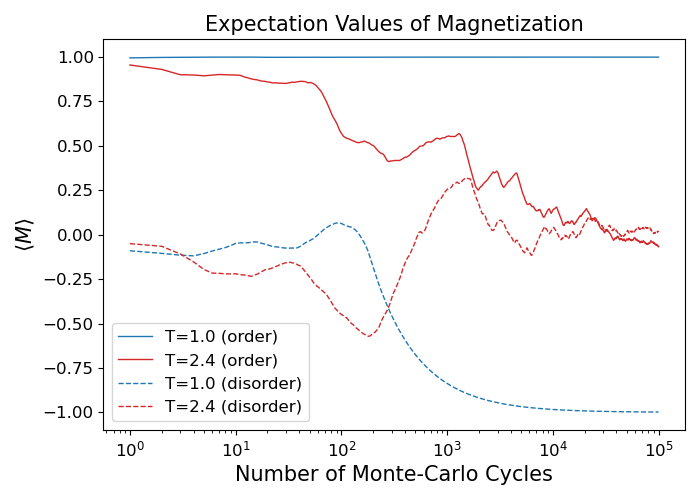 Expectation Values of Magnetization
⟨M⟩
1.00
0.75
0.50
0.25
0.00
−0.25
−0.50
−0.75
−1.00
T=1.0 (order)
T=2.4 (order)
T=1.0 (disorder)
T=2.4 (disorder)
10⁰ 10¹ 10² 10³ 10⁴ 10⁵
Number of Monte-Carlo Cycles